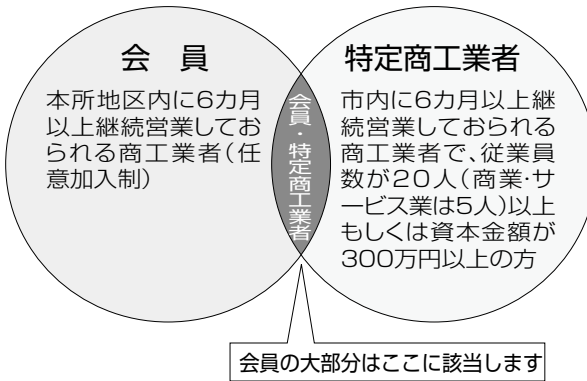 会 員
本所地区内に6カ月
以上継続営業してお
られる商工業者(任
意加入制)
会員・特定商工業者
特定商工業者
市内に6カ月以上継
続営業しておられる
商工業者で、従業員
数が20人(商業・サ
ービス業は5人)以上
もしくは資本金額が
300万円以上の方
会員の大部分はここに該当します